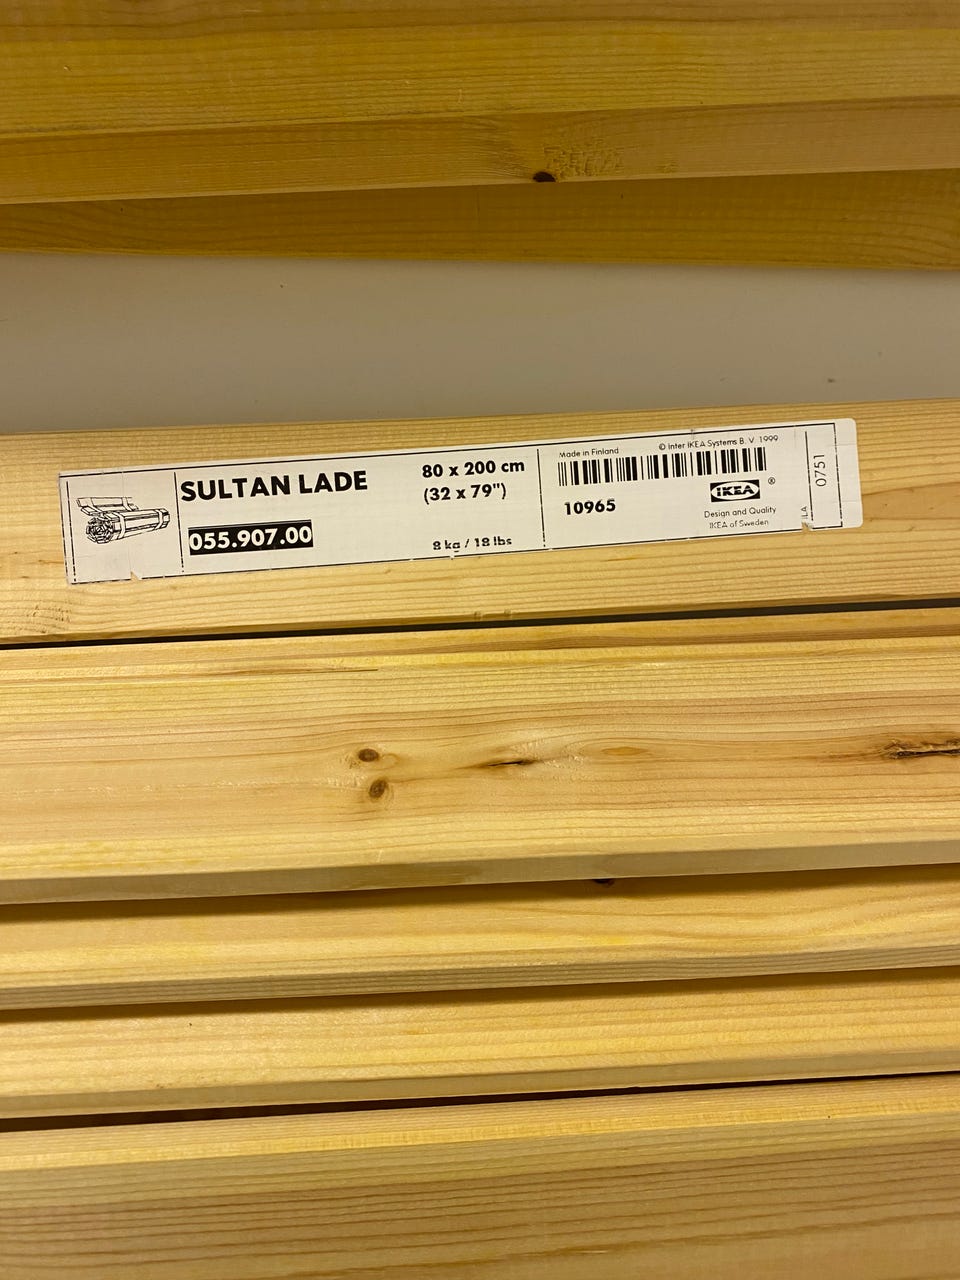 SULTAN LADE
055.907.00
80 x 200 cm
(32 x 79")
8 kg / 18 lbs
Made in Finland
© Inter IKEA Systems B. V. 1999
10965
IKEA ®
Design and Quality
IKEA of Sweden
LA
0751